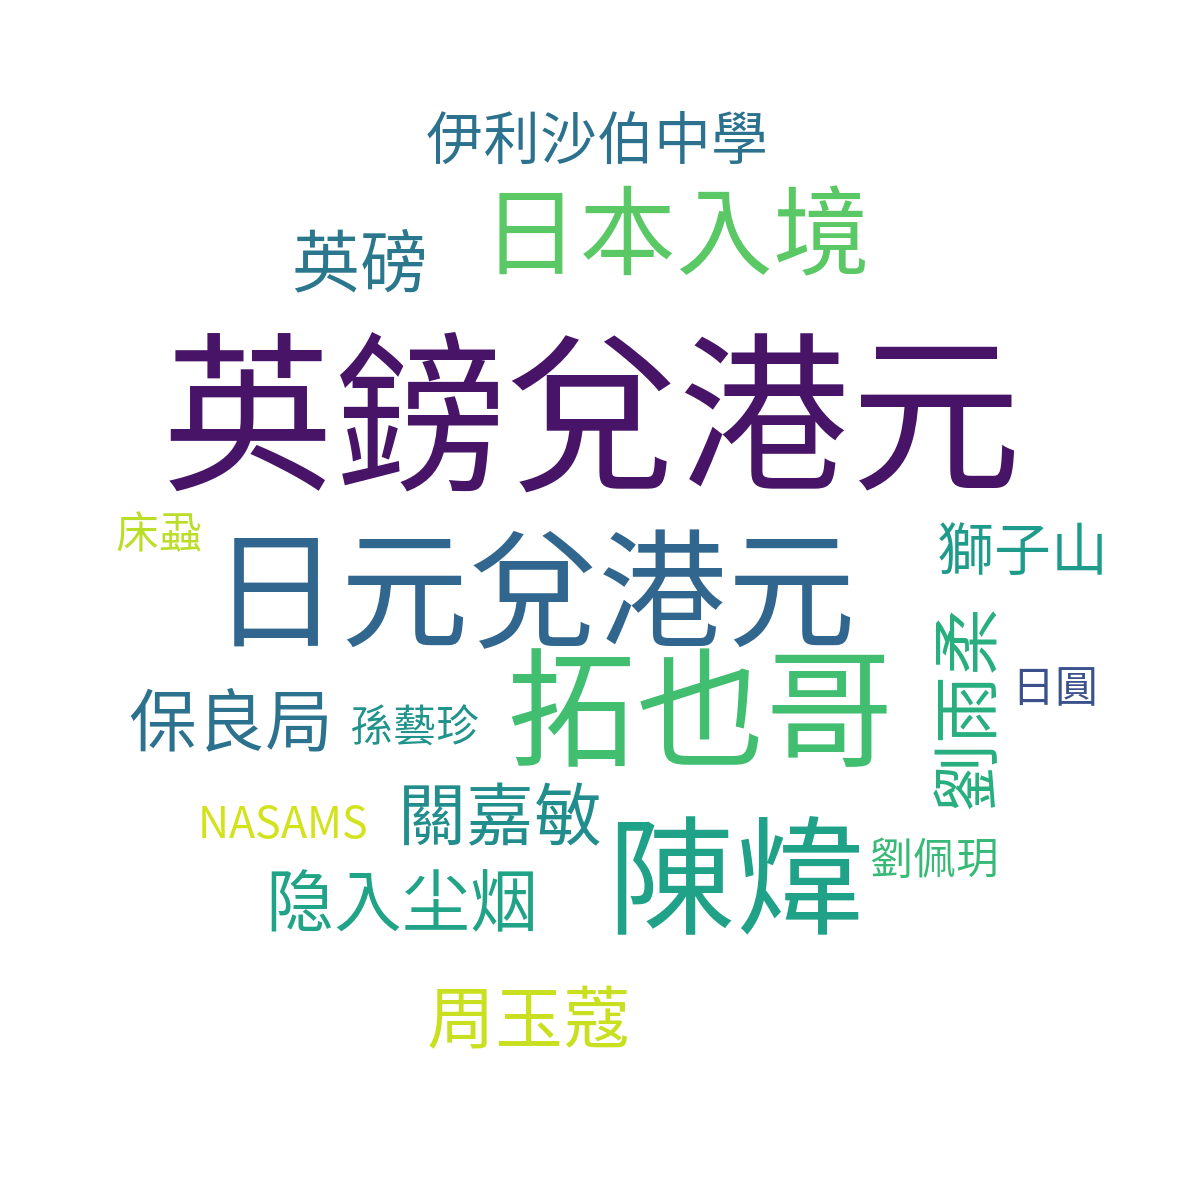 伊利沙伯中學
日本入境
英磅
英鎊兌港元
床蝨
日元兌港元
獅子山
劉雨柔
拓也哥
日圓
保良局
孫藝珍
關嘉敏
NASAMS
陳煒
劉佩玥
隐入尘烟
周玉蔻